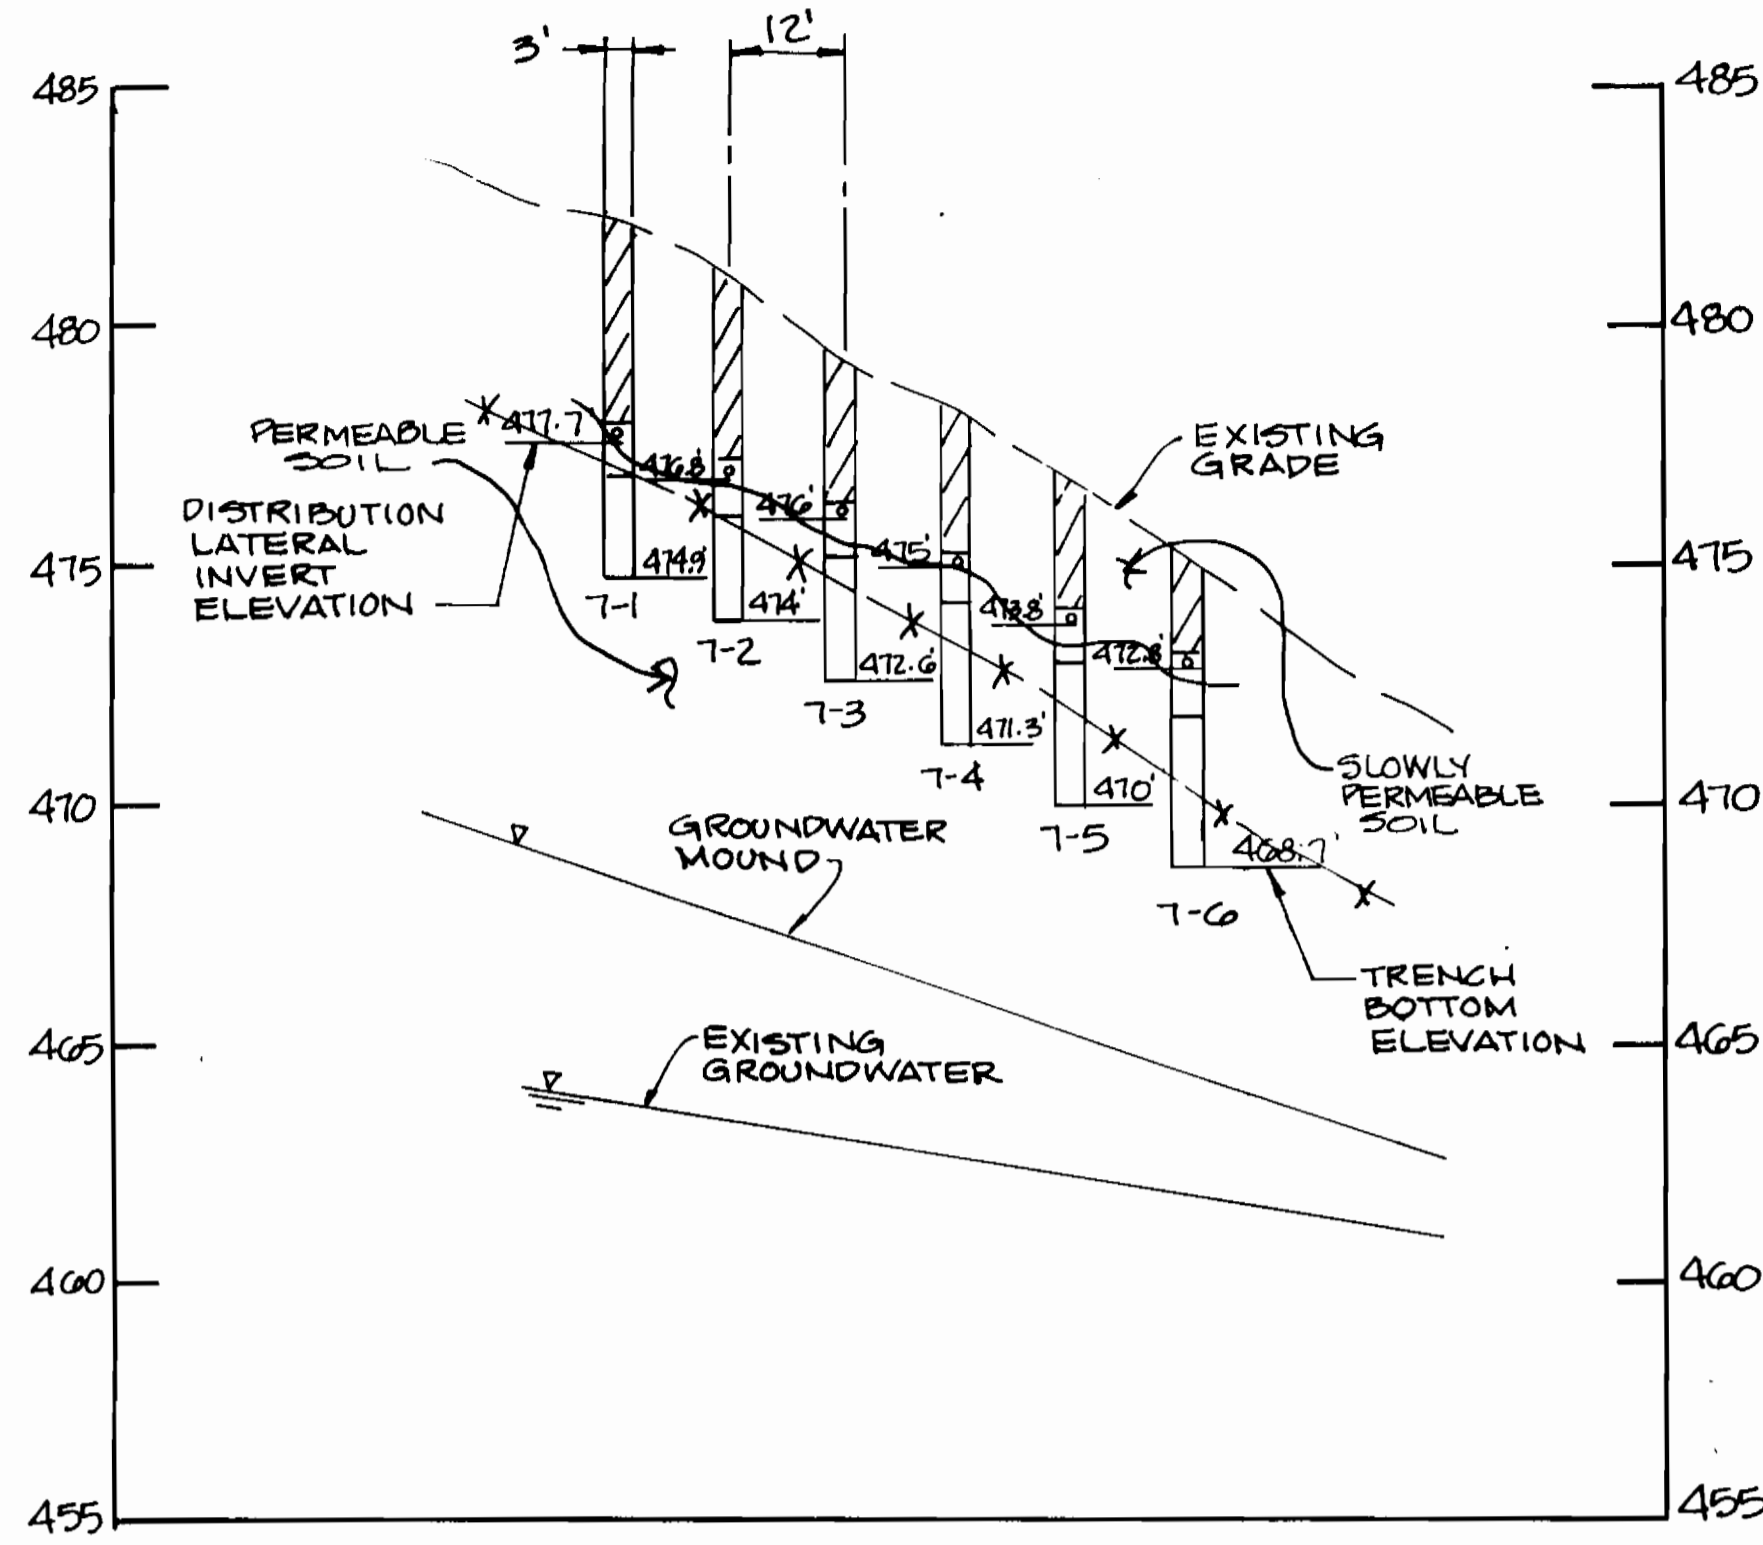 3'
12'
485
485
480
480
477.7'
PERMEABLE
SOIL
EXISTING
GRADE
476.8'
476'
DISTRIBUTION
LATERAL
INVERT
ELEVATION
475
475
474.9'
475'
7-1
474'
473.8'
7-2
472.6'
472.8'
7-3
471.3'
7-4
470'
SLOWLY
PERMEABLE
SOIL
470
470
GROUNDWATER
MOUND
7-5
468.7'
7-6
TRENCH
BOTTOM
ELEVATION
465
465
EXISTING
GROUNDWATER
460
460
455
455